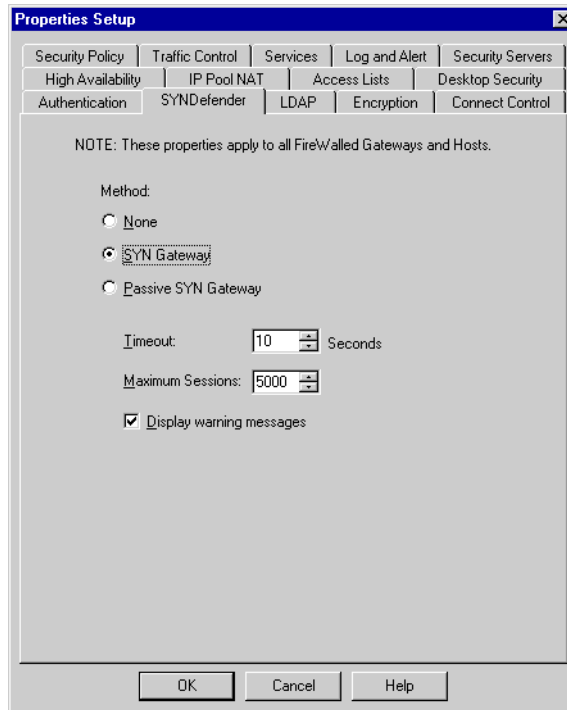 Properties Setup
Security Policy Traffic Control Services Log and Alert Security Servers
High Availability IP Pool NAT Access Lists Desktop Security
Authentication SYNDefender LDAP Encryption Connect Control
NOTE: These properties apply to all FireWalled Gateways and Hosts.
Method:
None
SYN Gateway
Passive SYN Gateway
Timeout: 10 Seconds
Maximum Sessions: 5000
Display warning messages
OK Cancel Help